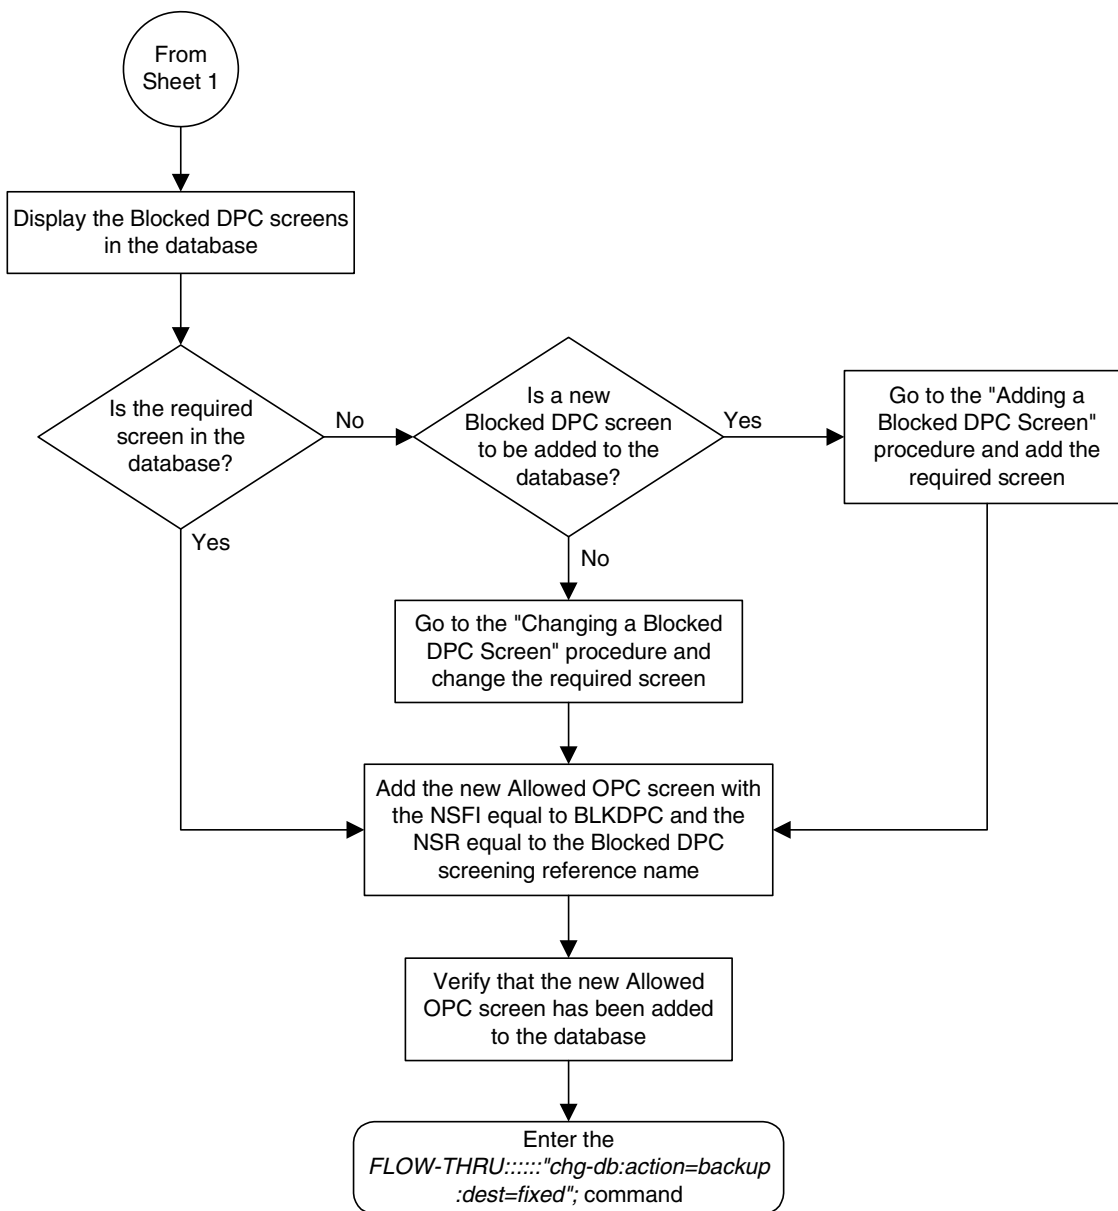 From
Sheet 1
Display the Blocked DPC screens
in the database
Is the required
screen in the
database?
No
Yes
Is a new
Blocked DPC screen
to be added to the
database?
Yes
No
Go to the "Adding a
Blocked DPC Screen"
procedure and add the
required screen
Go to the "Changing a Blocked
DPC Screen" procedure and
change the required screen
Add the new Allowed OPC screen with
the NSFI equal to BLKDPC and the
NSR equal to the Blocked DPC
screening reference name
Verify that the new Allowed
OPC screen has been added
to the database
Enter the
FLOW-THRU::::::"chg-db:action=backup
:dest=fixed"; command